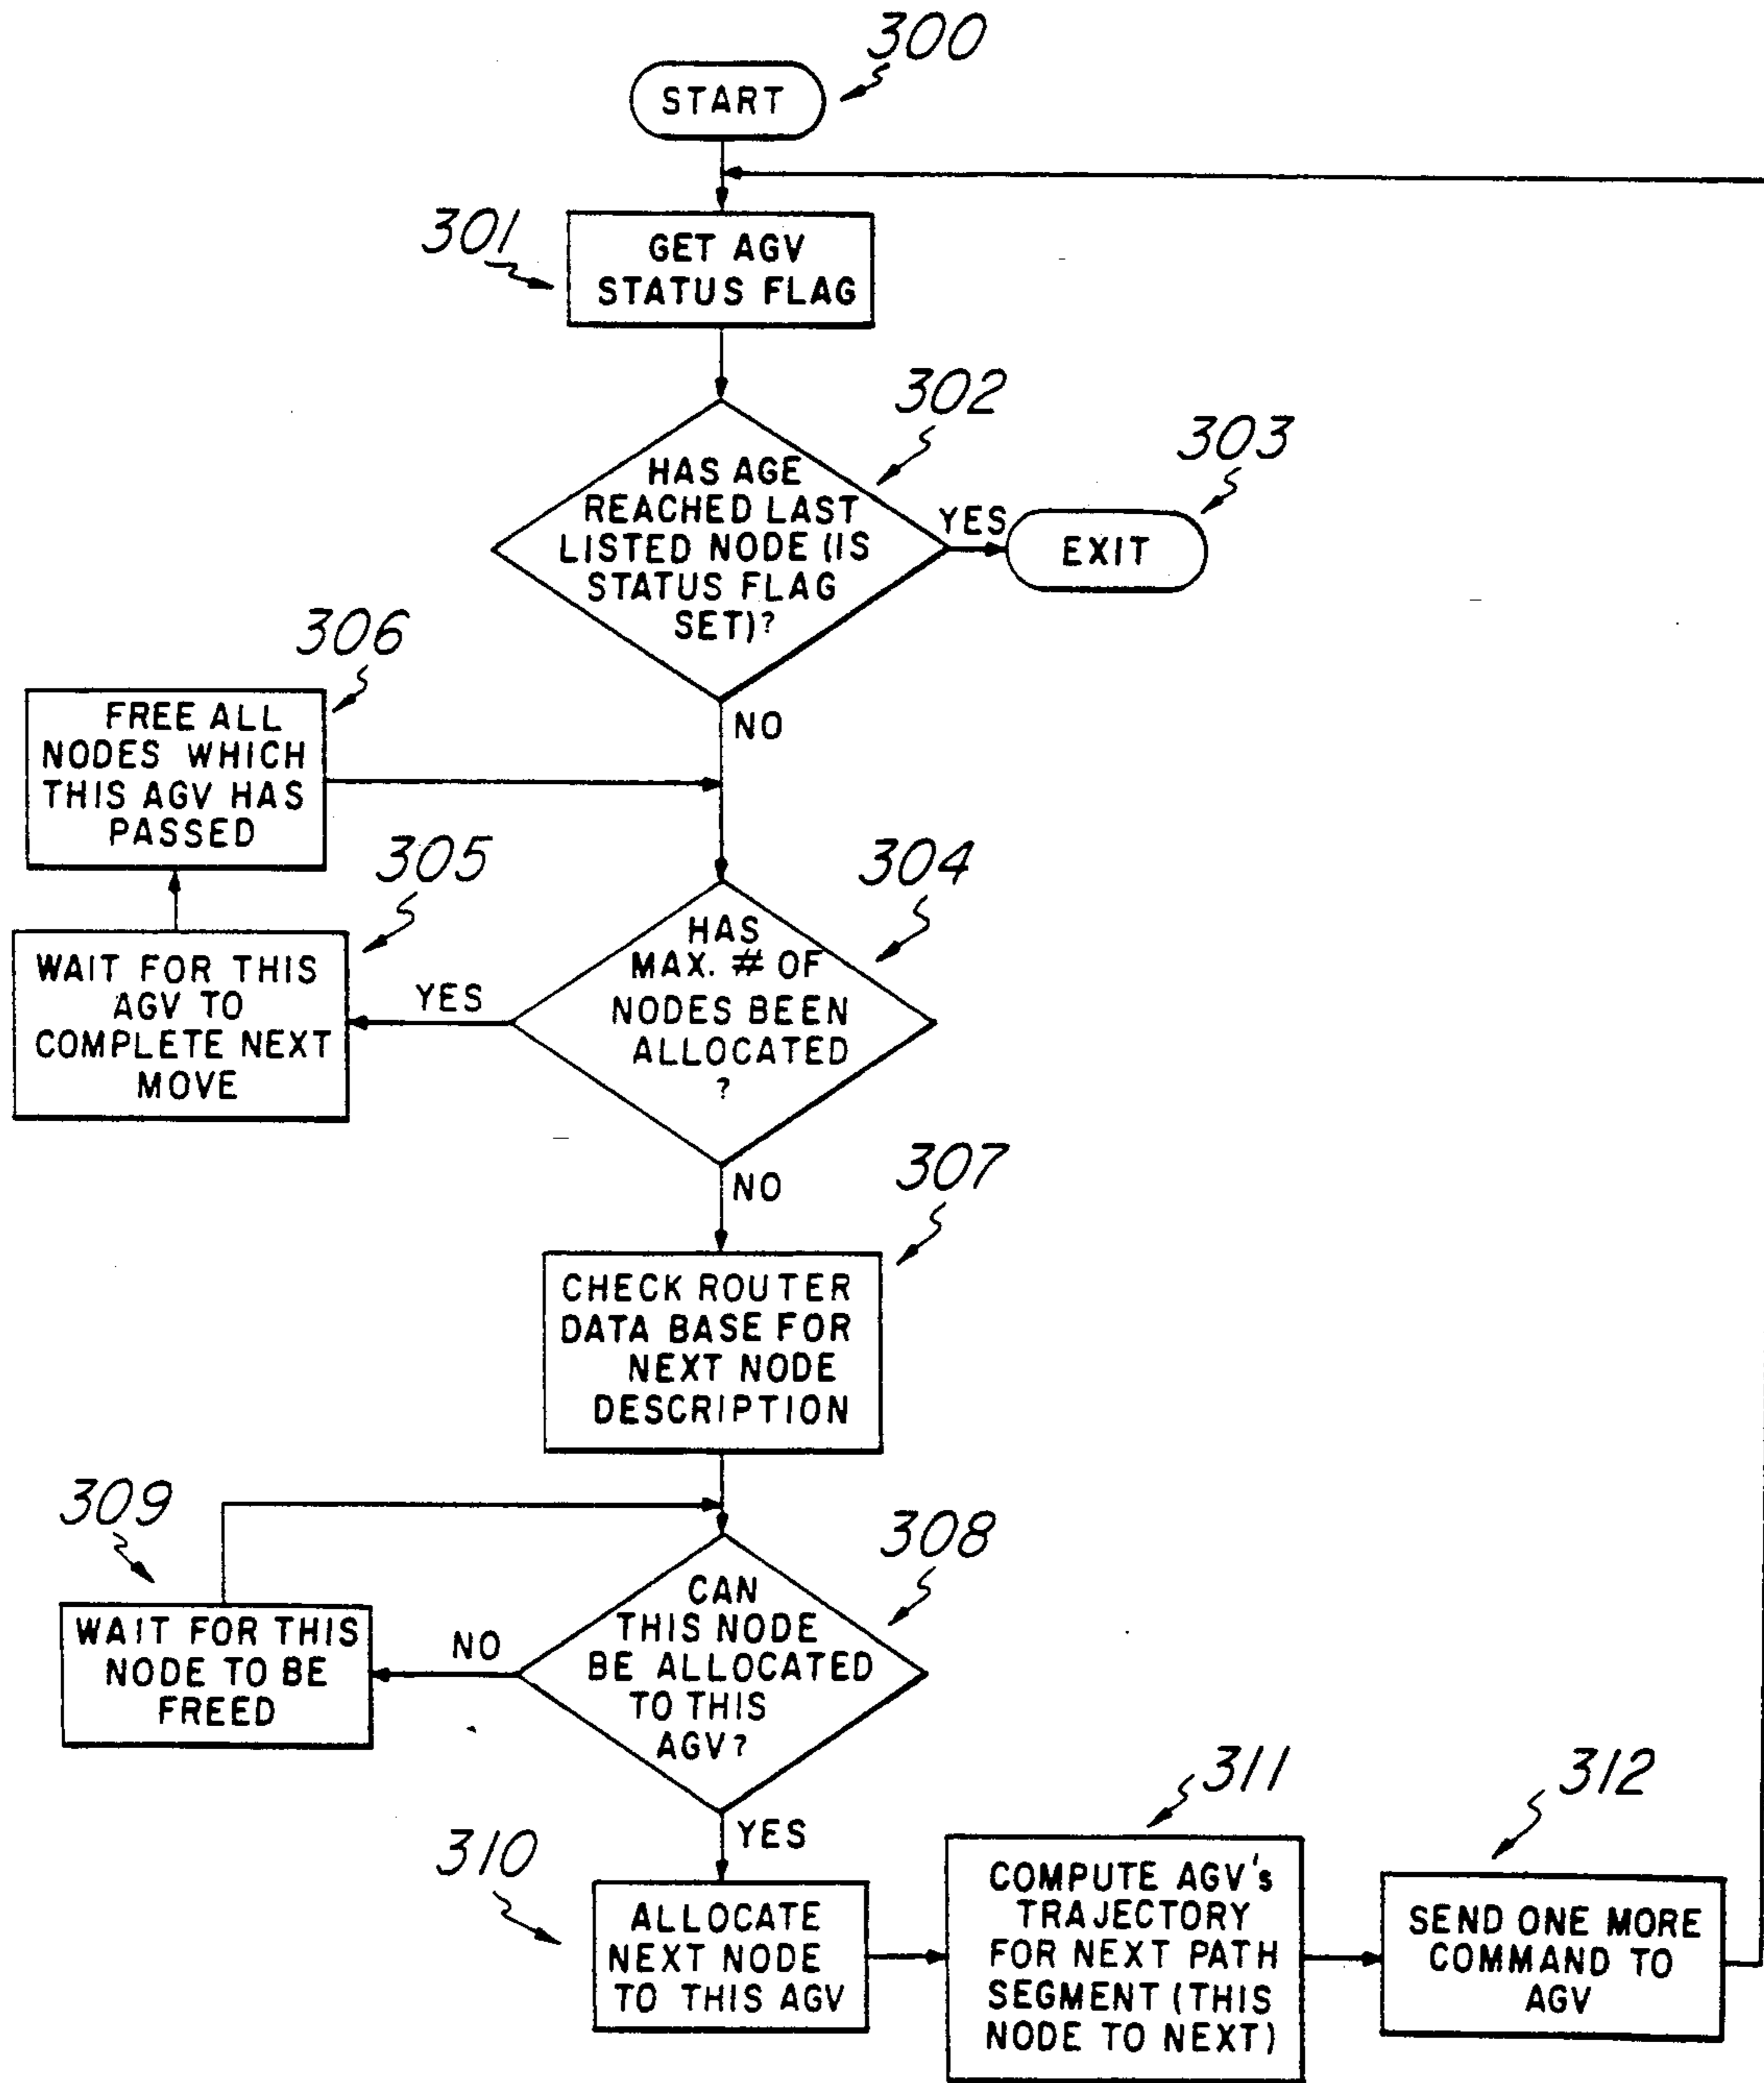 300
START
301
GET AGV
STATUS FLAG
302
HAS AGE
REACHED LAST
LISTED NODE (IS
STATUS FLAG
SET)?
YES
303
EXIT
NO
306
FREE ALL
NODES WHICH
THIS AGV HAS
PASSED
305
WAIT FOR THIS
AGV TO
COMPLETE NEXT
MOVE
YES
304
HAS
MAX. # OF
NODES BEEN
ALLOCATED
?
NO
307
CHECK ROUTER
DATA BASE FOR
NEXT NODE
DESCRIPTION
309
WAIT FOR THIS
NODE TO BE
FREED
NO
308
CAN
THIS NODE
BE ALLOCATED
TO THIS
AGV?
YES
310
ALLOCATE
NEXT NODE
TO THIS AGV
311
COMPUTE AGV's
TRAJECTORY
FOR NEXT PATH
SEGMENT (THIS
NODE TO NEXT)
312
SEND ONE MORE
COMMAND TO
AGV